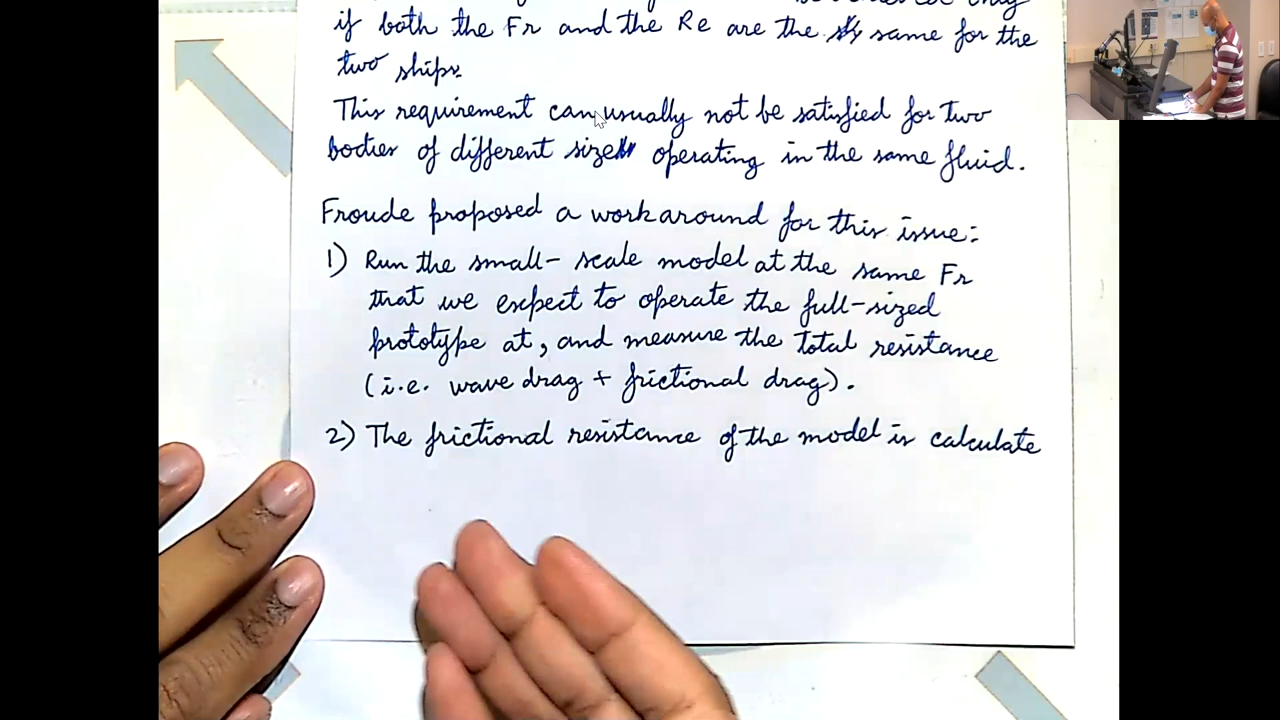 if both the Fr and the Re are the same for the
two ships.
This requirement can usually not be satisfied for two
bodies of different size operating in the same fluid.
Froude proposed a workaround for this issue:
1) Run the small-scale model at the same Fr
that we expect to operate the full-sized
prototype at, and measure the total resistance
(i.e. wave drag + frictional drag).
2) The frictional resistance of the model is calculate